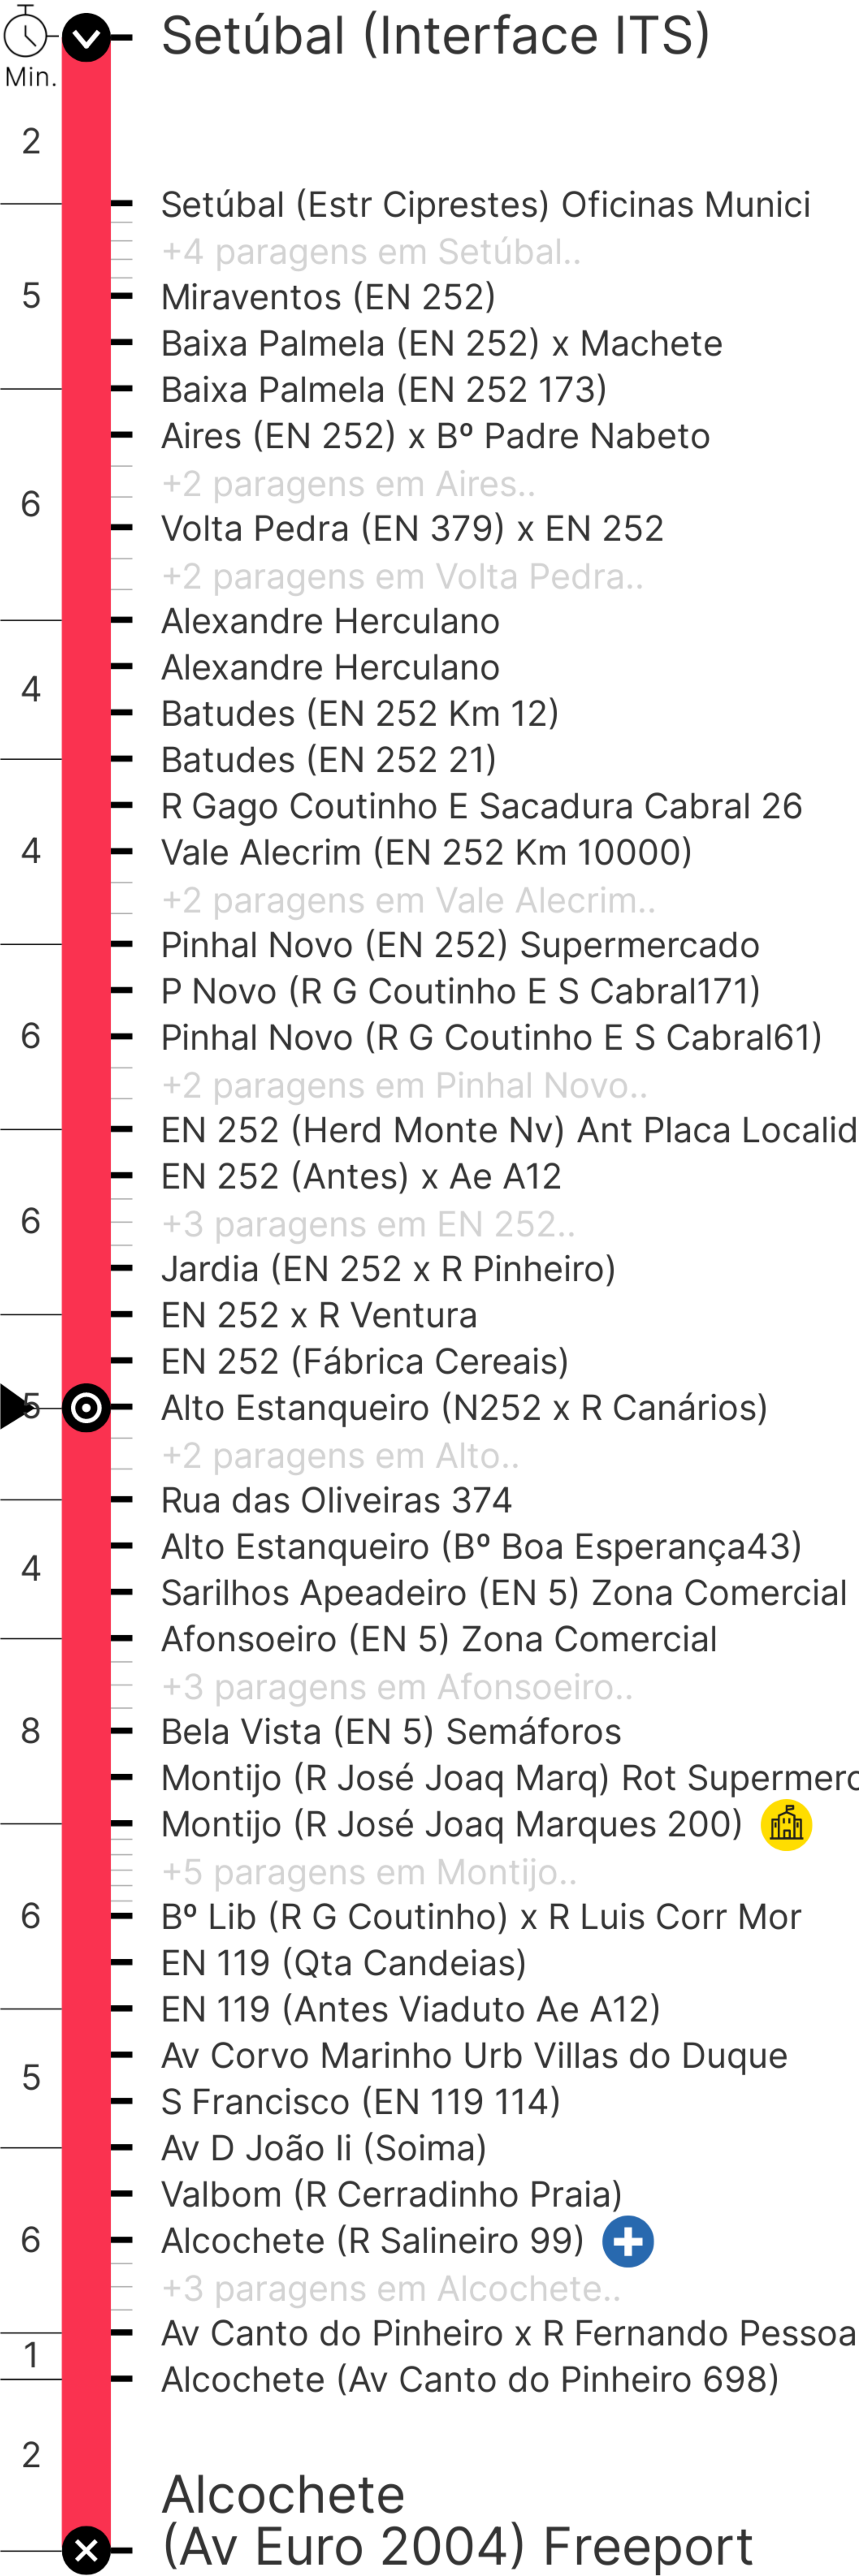 Setúbal (Interface ITS)
Min.
2
Setúbal (Estr Ciprestes) Oficinas Munici
+4 paragens em Setúbal..
5
Miraventos (EN 252)
Baixa Palmela (EN 252) x Machete
Baixa Palmela (EN 252 173)
Aires (EN 252) x Bº Padre Nabeto
+2 paragens em Aires..
6
Volta Pedra (EN 379) x EN 252
+2 paragens em Volta Pedra..
Alexandre Herculano
Alexandre Herculano
4
Batudes (EN 252 Km 12)
Batudes (EN 252 21)
R Gago Coutinho E Sacadura Cabral 26
4
Vale Alecrim (EN 252 Km 10000)
+2 paragens em Vale Alecrim..
Pinhal Novo (EN 252) Supermercado
P Novo (R G Coutinho E S Cabral171)
6
Pinhal Novo (R G Coutinho E S Cabral61)
+2 paragens em Pinhal Novo..
EN 252 (Herd Monte Nv) Ant Placa Localid
EN 252 (Antes) x Ae A12
6
+3 paragens em EN 252..
Jardia (EN 252 x R Pinheiro)
EN 252 x R Ventura
EN 252 (Fábrica Cereais)
5
Alto Estanqueiro (N252 x R Canários)
+2 paragens em Alto..
Rua das Oliveiras 374
Alto Estanqueiro (Bº Boa Esperança43)
4
Sarilhos Apeadeiro (EN 5) Zona Comercial
Afonsoeiro (EN 5) Zona Comercial
+3 paragens em Afonsoeiro..
8
Bela Vista (EN 5) Semáforos
Montijo (R José Joaq Marq) Rot Supermerc
Montijo (R José Joaq Marques 200)
+5 paragens em Montijo..
6
Bº Lib (R G Coutinho) x R Luis Corr Mor
EN 119 (Qta Candeias)
EN 119 (Antes Viaduto Ae A12)
Av Corvo Marinho Urb Villas do Duque
5
S Francisco (EN 119 114)
Av D João Ii (Soima)
Valbom (R Cerradinho Praia)
6
Alcochete (R Salineiro 99)
+3 paragens em Alcochete..
Av Canto do Pinheiro x R Fernando Pessoa
1
Alcochete (Av Canto do Pinheiro 698)
2
Alcochete
(Av Euro 2004) Freeport